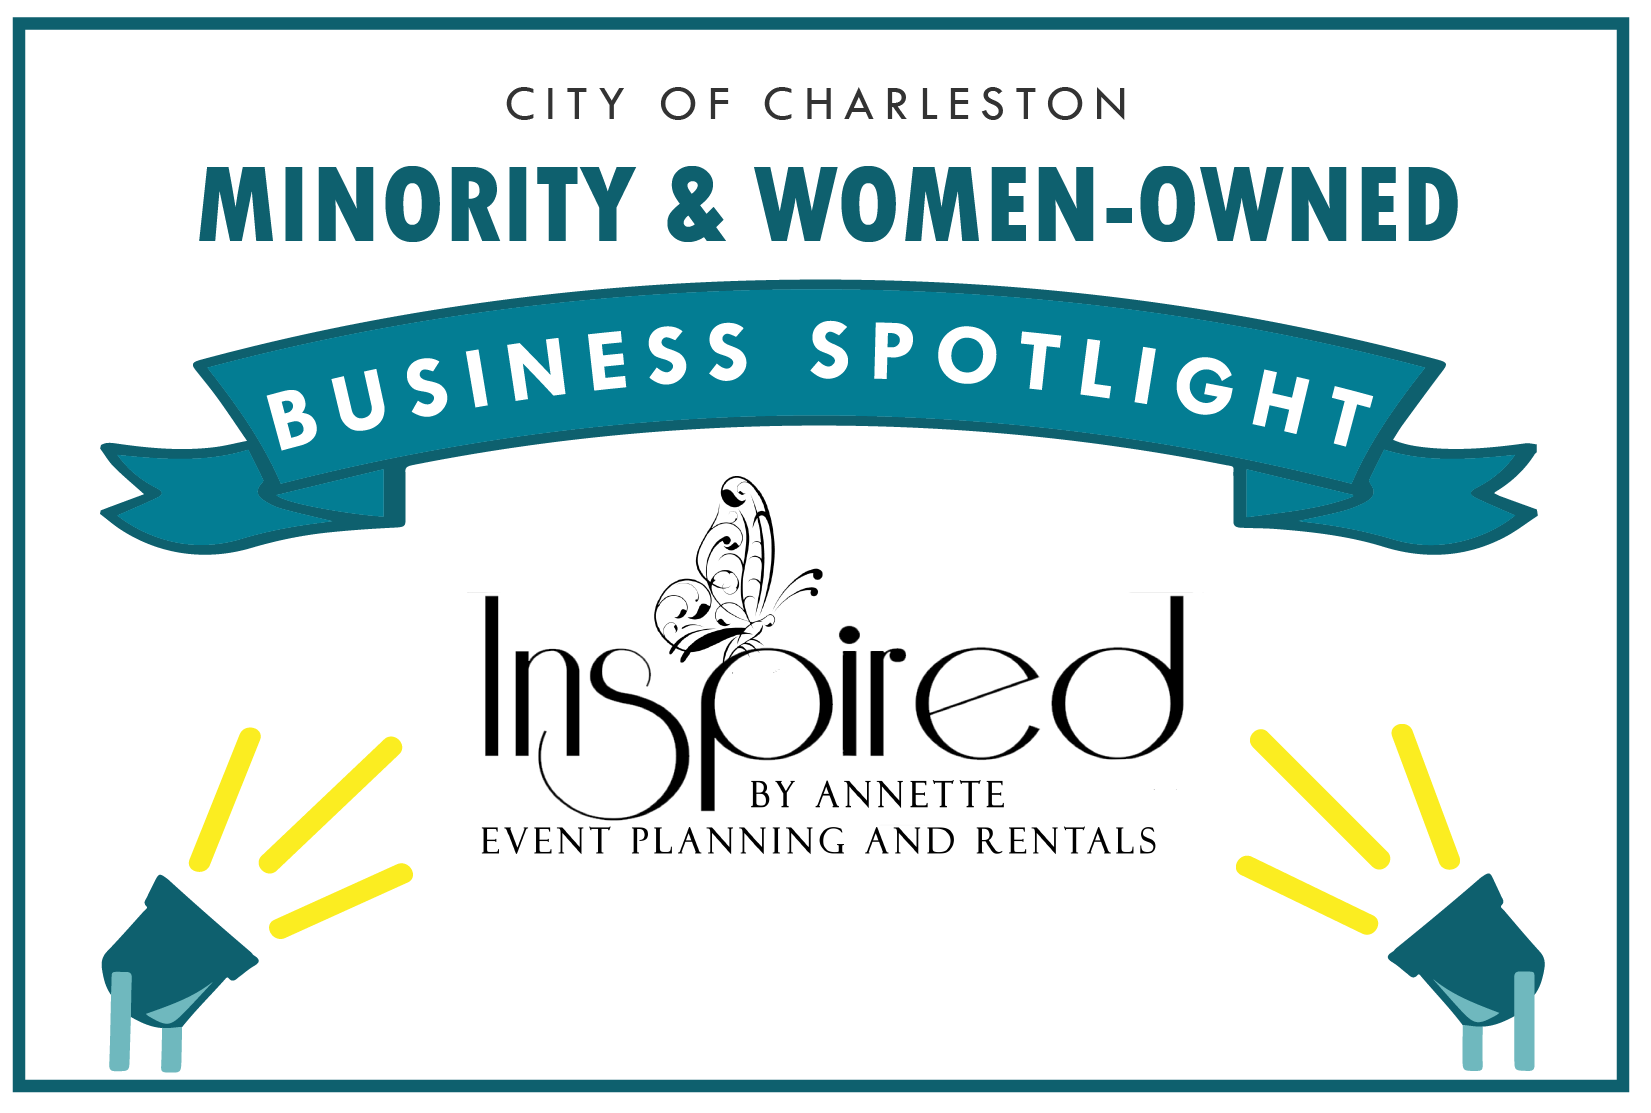 CITY OF CHARLESTON
MINORITY & WOMEN-OWNED
BUSINESS SPOTLIGHT
Inspired
BY ANNETTE
EVENT PLANNING AND RENTALS